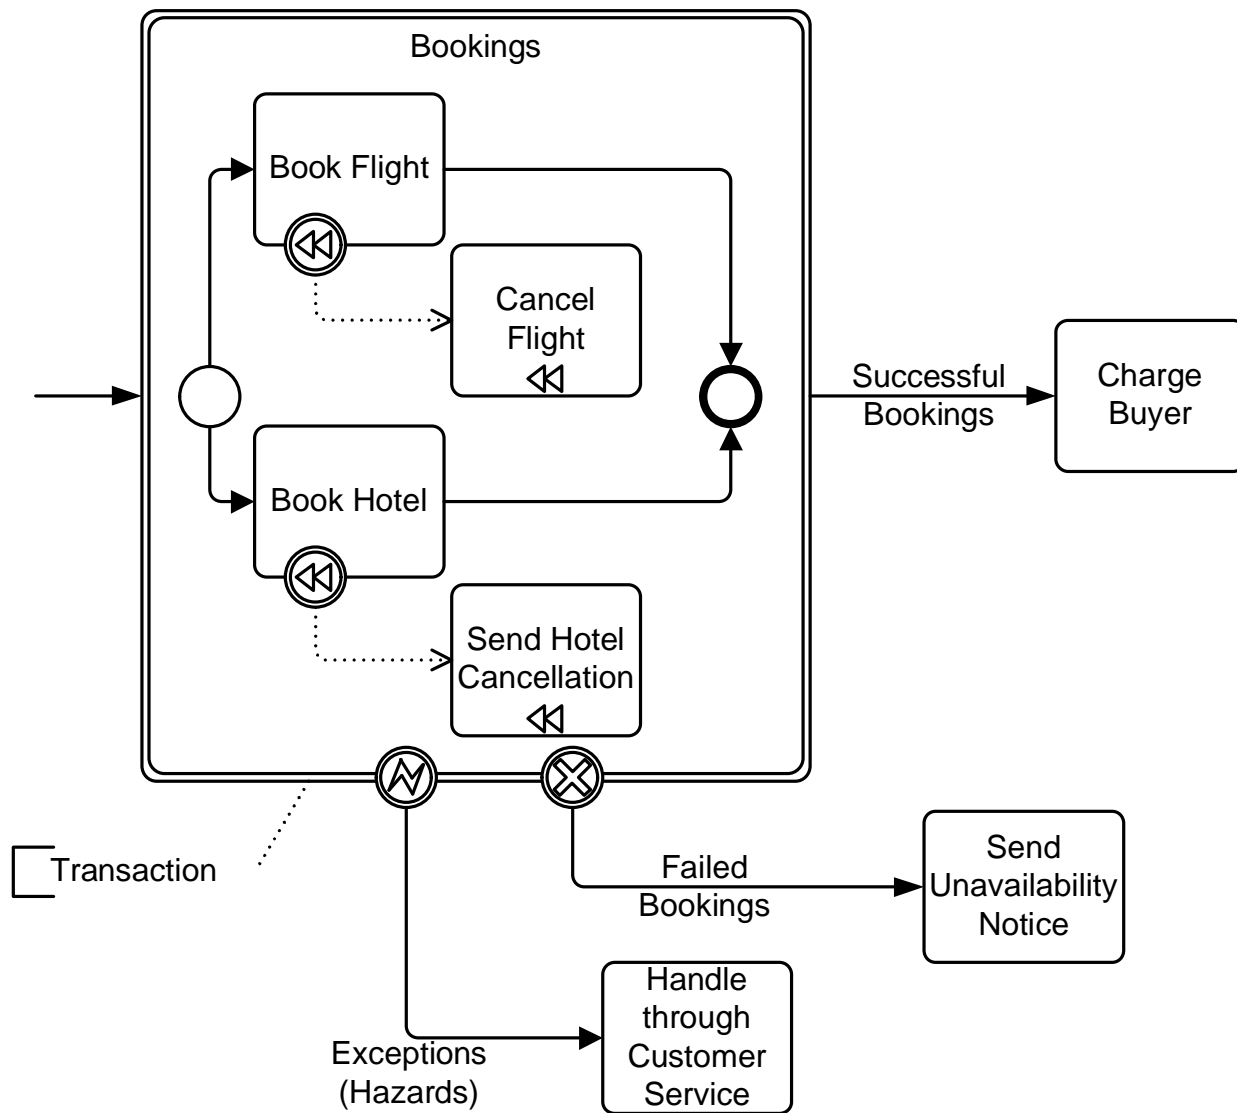 Bookings
Book Flight
Cancel
Flight
Successful
Bookings
Charge
Buyer
Book Hotel
Send Hotel
Cancellation
Transaction
Failed
Bookings
Send
Unavailability
Notice
Exceptions
(Hazards)
Handle
through
Customer
Service